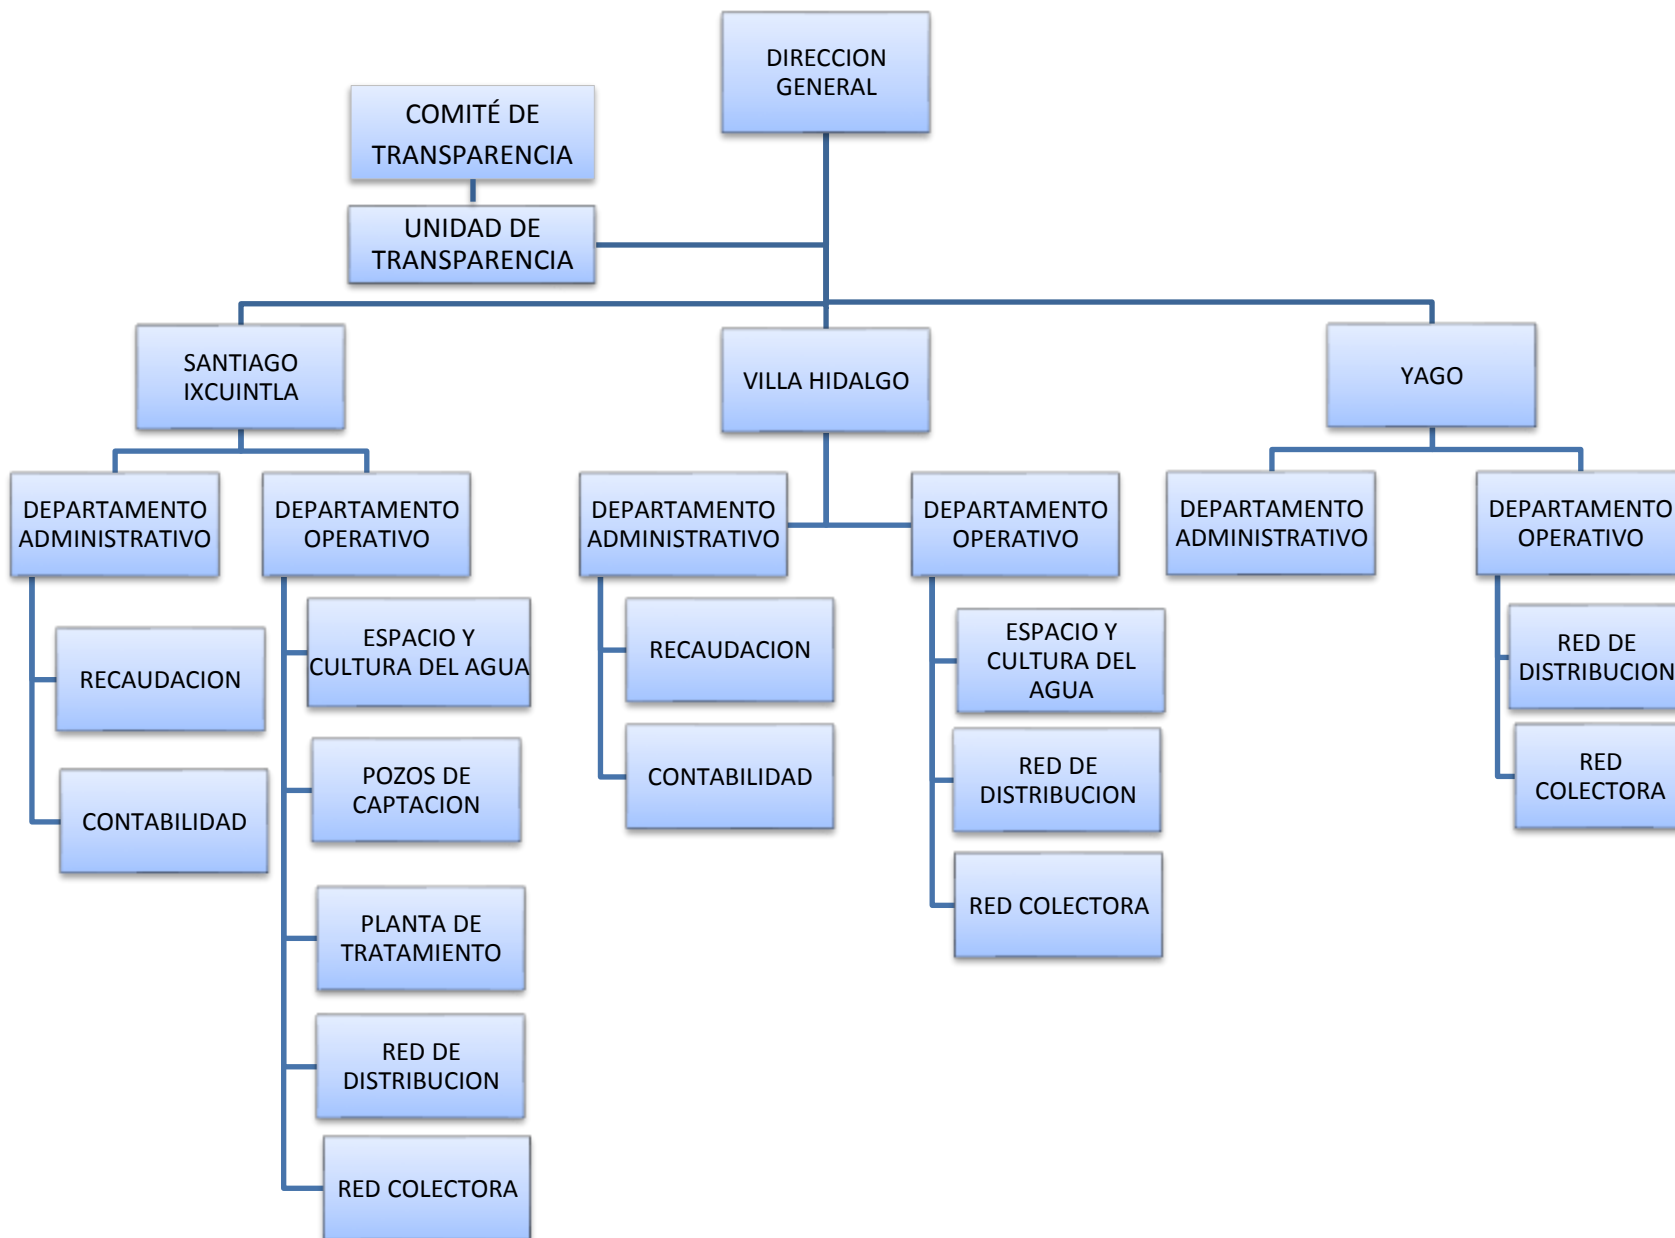 DIRECCION
GENERAL
COMITÉ DE
TRANSPARENCIA
UNIDAD DE
TRANSPARENCIA
SANTIAGO
IXCUINTLA
VILLA HIDALGO
YAGO
DEPARTAMENTO
ADMINISTRATIVO
DEPARTAMENTO
OPERATIVO
DEPARTAMENTO
ADMINISTRATIVO
DEPARTAMENTO
OPERATIVO
DEPARTAMENTO
ADMINISTRATIVO
DEPARTAMENTO
OPERATIVO
RECAUDACION
CONTABILIDAD
ESPACIO Y
CULTURA DEL AGUA
POZOS DE
CAPTACION
PLANTA DE
TRATAMIENTO
RED DE
DISTRIBUCION
RED COLECTORA
RECAUDACION
CONTABILIDAD
ESPACIO Y
CULTURA DEL
AGUA
RED DE
DISTRIBUCION
RED COLECTORA
RED DE
DISTRIBUCION
RED
COLECTORA